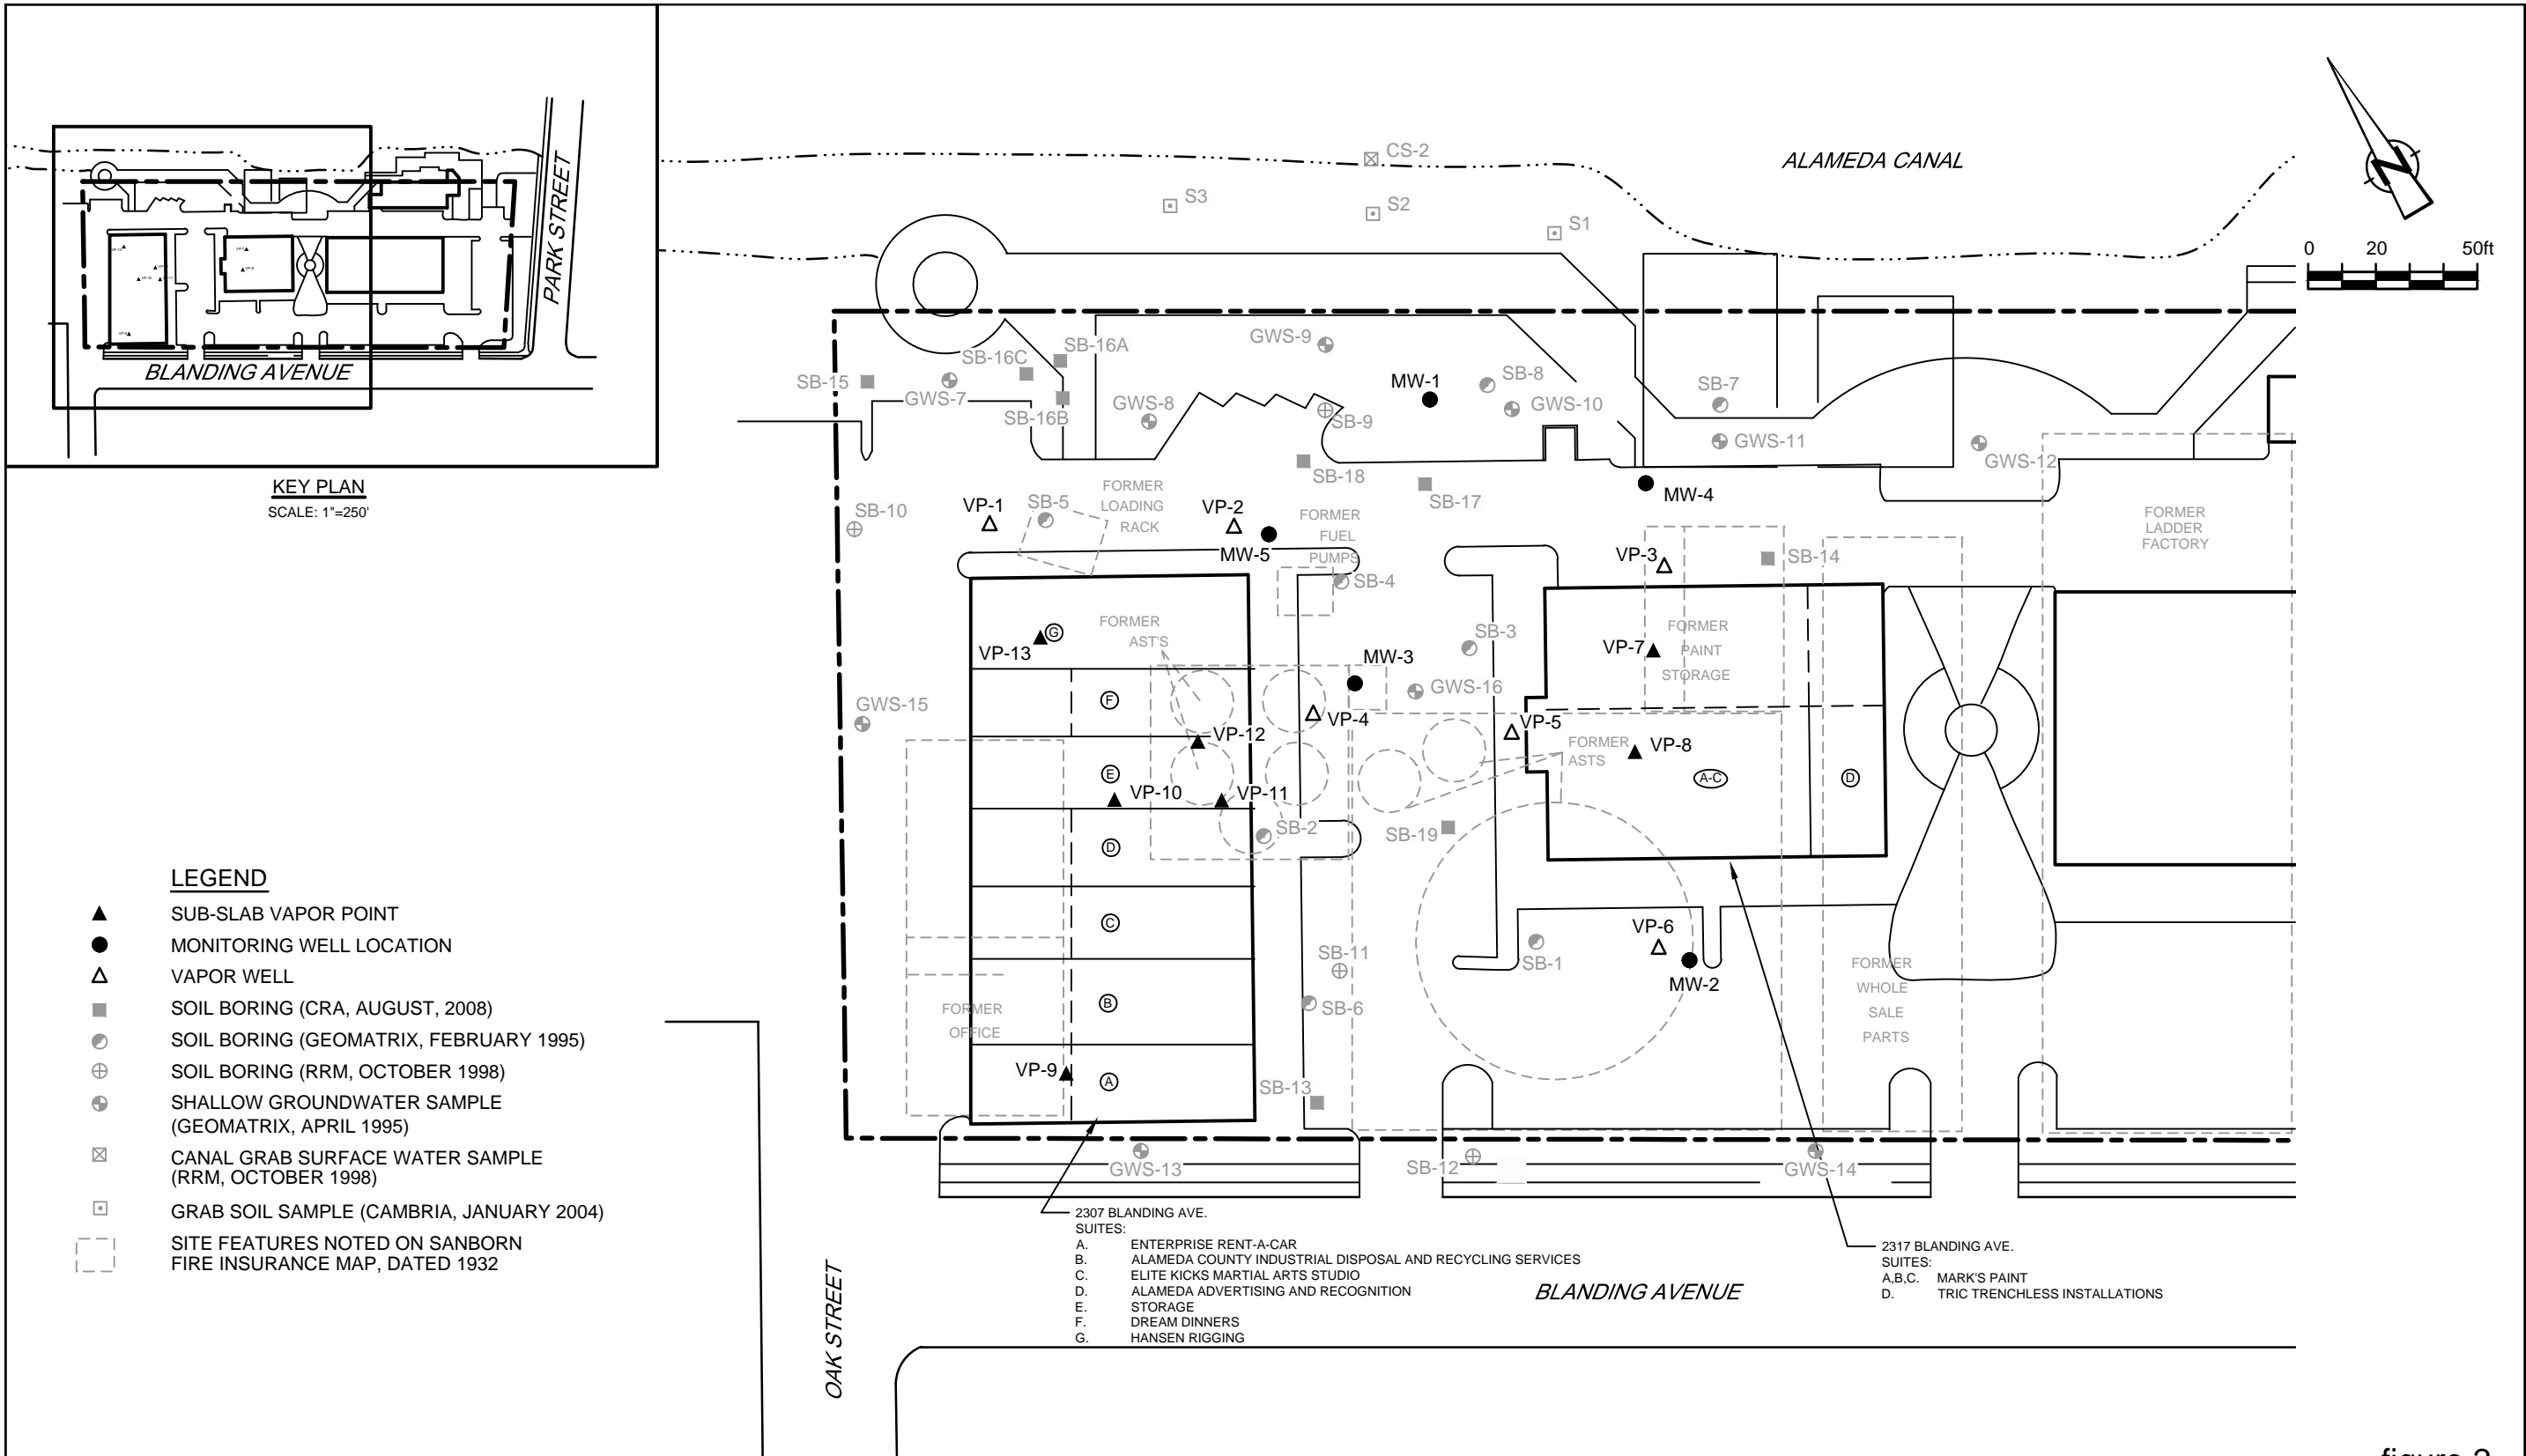 PARK STREET
BLANDING AVENUE
KEY PLAN
SCALE: 1"=250'
ALAMEDA CANAL
0 20 50ft
N
CS-2
S3
S2
S1
GWS-9
SB-16A
SB-16C
SB-15
GWS-7
SB-16B
GWS-8
SB-9
MW-1
SB-8
GWS-10
SB-7
GWS-11
GWS-12
SB-18
SB-17
MW-4
SB-10
VP-1
SB-5
FORMER
LOADING
RACK
VP-2
MW-5
FORMER
FUEL
PUMPS
SB-4
VP-3
SB-14
FORMER
LADDER
FACTORY
VP-13
G
FORMER
AST'S
MW-3
SB-3
GWS-16
VP-7
FORMER
PAINT
STORAGE
F
GWS-15
VP-12
VP-4
VP-5
FORMER
ASTS
VP-8
A-C
D
E
VP-10
VP-11
SB-2
SB-19
D
C
SB-11
SB-1
VP-6
MW-2
B
SB-6
FORMER
OFFICE
FORMER
WHOLE
SALE
PARTS
VP-9
A
SB-13
GWS-13
SB-12
GWS-14
LEGEND
SUB-SLAB VAPOR POINT
MONITORING WELL LOCATION
VAPOR WELL
SOIL BORING (CRA, AUGUST, 2008)
SOIL BORING (GEOMATRIX, FEBRUARY 1995)
SOIL BORING (RRM, OCTOBER 1998)
SHALLOW GROUNDWATER SAMPLE
(GEOMATRIX, APRIL 1995)
CANAL GRAB SURFACE WATER SAMPLE
(RRM, OCTOBER 1998)
GRAB SOIL SAMPLE (CAMBRIA, JANUARY 2004)
SITE FEATURES NOTED ON SANBORN
FIRE INSURANCE MAP, DATED 1932
2307 BLANDING AVE.
SUITES:
A. ENTERPRISE RENT-A-CAR
B. ALAMEDA COUNTY INDUSTRIAL DISPOSAL AND RECYCLING SERVICES
C. ELITE KICKS MARTIAL ARTS STUDIO
D. ALAMEDA ADVERTISING AND RECOGNITION
E. STORAGE
F. DREAM DINNERS
G. HANSEN RIGGING
2317 BLANDING AVE.
SUITES:
A,B,C. MARK'S PAINT
D. TRIC TRENCHLESS INSTALLATIONS
BLANDING AVENUE
OAK STREET